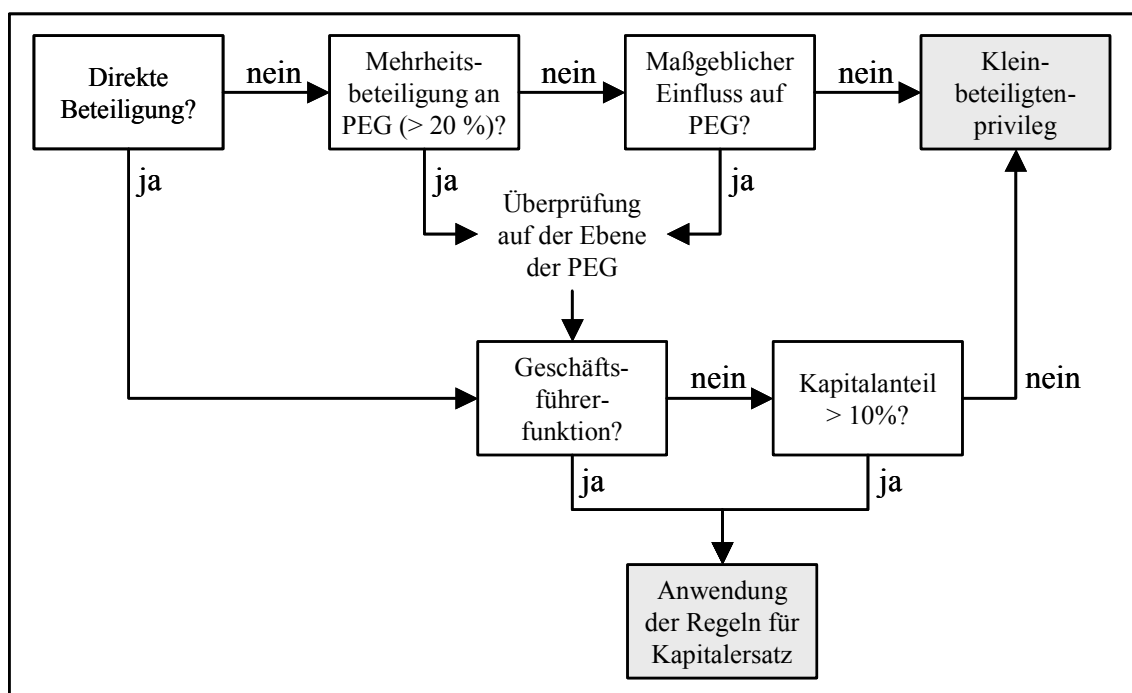 Direkte
Beteiligung?
nein
Mehrheits-
beteiligung an
PEG (> 20 %)?
nein
Maßgeblicher
Einfluss auf
PEG?
nein
Klein-
beteiligten-
privileg
ja
ja
ja
Überprüfung
auf der Ebene
der PEG
Geschäfts-
führer-
funktion?
nein
Kapitalanteil
> 10%?
nein
ja
ja
Anwendung
der Regeln für
Kapitalersatz